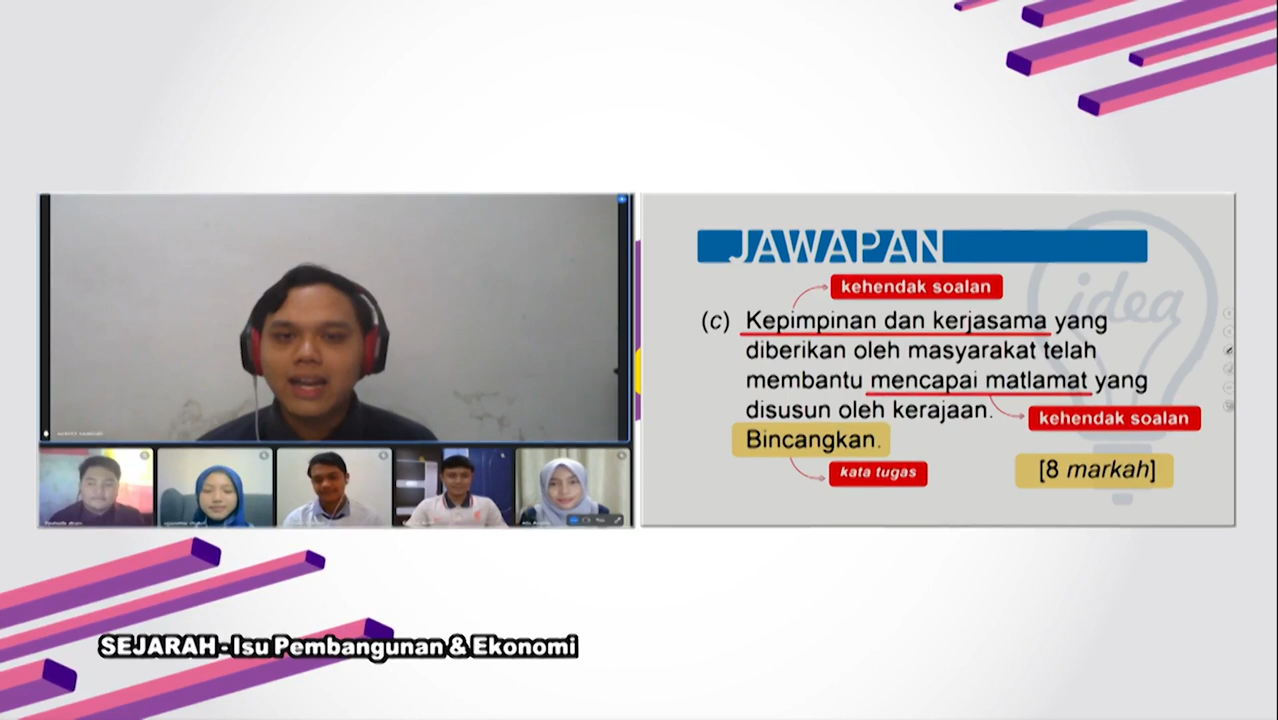 JAWAPAN
idea
kehendak soalan
(c) Kepimpinan dan kerjasama yang
diberikan oleh masyarakat telah
membantu mencapai matlamat yang
disusun oleh kerajaan.
kehendak soalan
Bincangkan.
[8 markah]
kata tugas
SEJARAH - Isu Pembangunan & Ekonomi